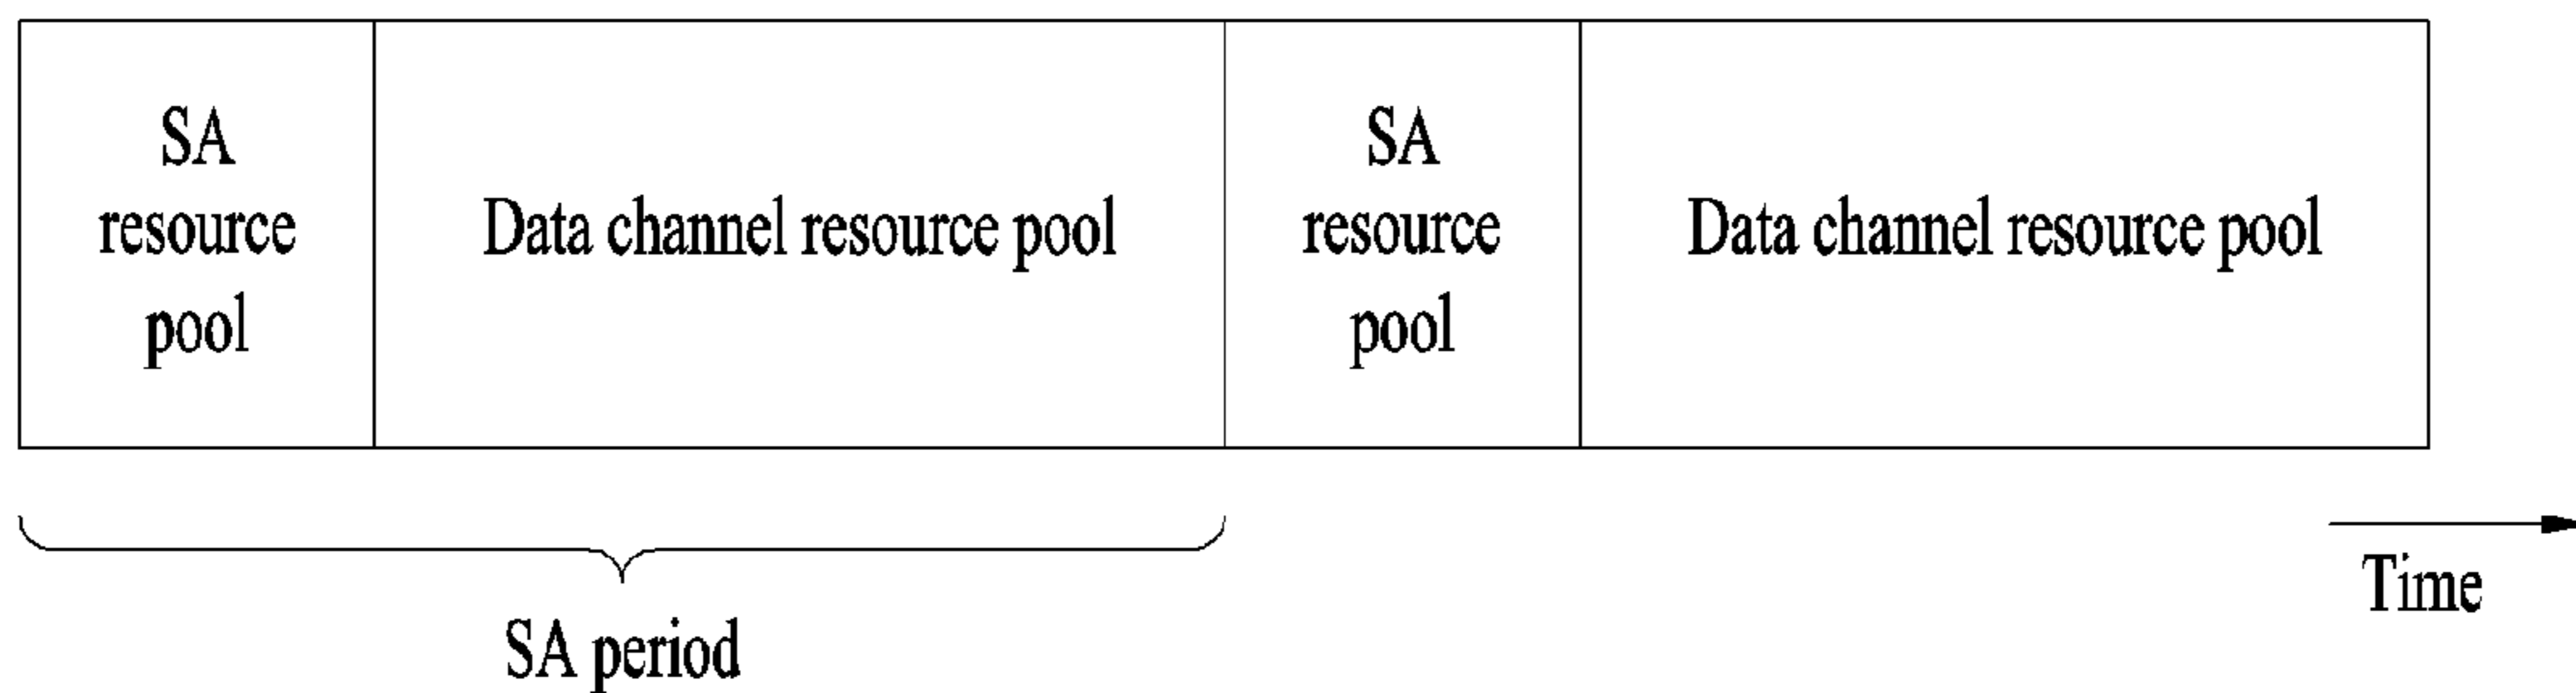 SA
resource
pool
Data channel resource pool
SA
resource
pool
Data channel resource pool
SA period
Time